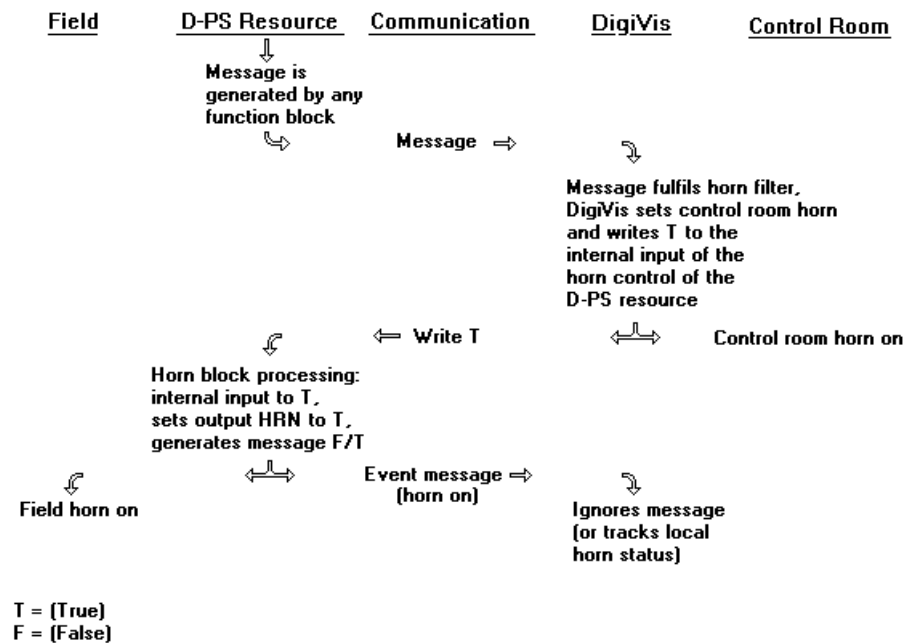 Field D-PS Resource Communication DigiVis Control Room
Message is
generated by any
function block
Message
Message fulfils horn filter,
DigiVis sets control room horn
and writes T to the
internal input of the
horn control of the
D-PS resource
Write T
Control room horn on
Horn block processing:
internal input to T,
sets output HRN to T,
generates message F/T
Field horn on
Event message
(horn on)
Ignores message
(or tracks local
horn status)
T = (True)
F = (False)